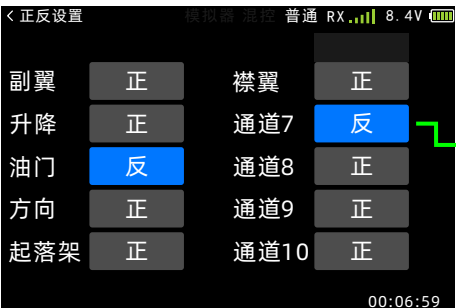 < 正反设置 模拟器 混控 普通 RX 8.4V
副翼 正 襟翼 正
升降 正 通道7 反
油门 反 通道8 正
方向 正 通道9 正
起落架 正 通道10 正
00:06:59